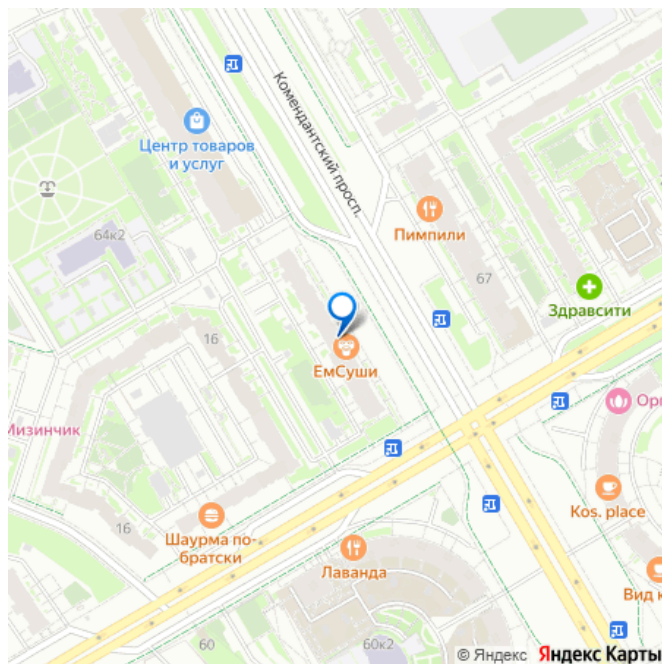 Комендантский просп.
Центр товаров
и услуг
Пимпили
64к2
67
Здравсити
16
ЕмСуши
Мизинчик
Kos. place
16
Шаурма по-
братски
Лаванда
60
60к2
© Яндекс Яндекс Карты